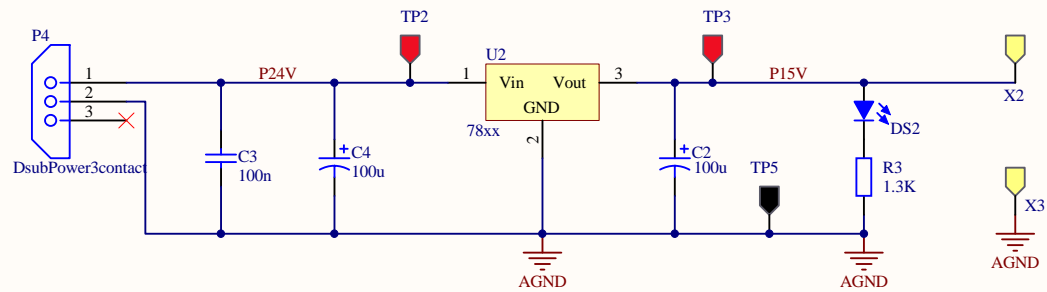 TP2
TP3
P4
U2
1
P24V
1
Vin
Vout
3
P15V
2
GND
X2
3
78xx
2
DS2
DsubPower3contact
C3
100n
C4
100u
C2
100u
TP5
R3
1.3K
X3
AGND
AGND
AGND